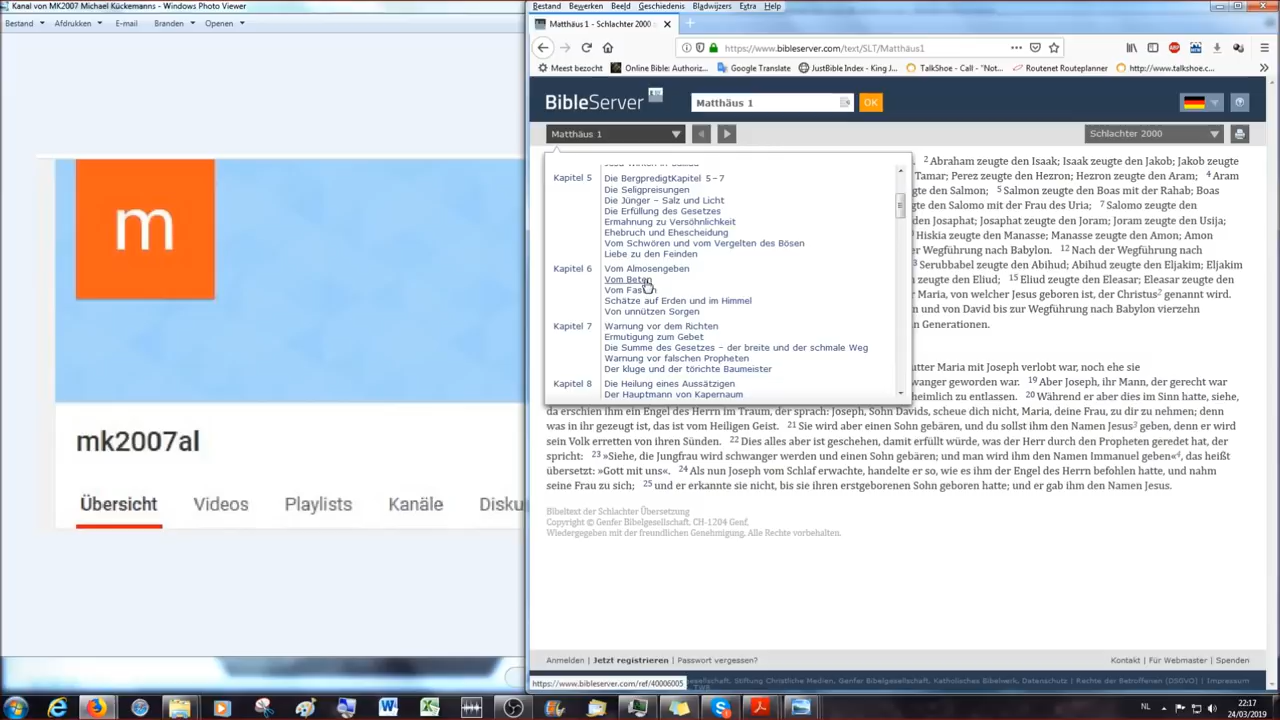 Kanal von MK2007 Michael Kückemanns - Windows Photo Viewer
Bestand Afdrukken E-mail Branden Openen
m
mk2007al
Übersicht Videos Playlists Kanäle Disku
Bestand Bewerken Beeld Geschiedenis Bladwijzers Data Extra Help
Matthäus 1 - Schlachter 2000
https://www.bibleserver.com/text/SLT/Matthäus1
Meest bezocht Online Bible: Authoriz... Google Translate JustBible Index - King J... TalkShoe - Call - "Not... Routenet Routeplanner http://www.talkshoe.c...
BibleServer Matthäus 1 OK
Matthäus 1 Schlachter 2000
Kapitel 5 Die BergpredigtKapitel 5–7
Die Seligpreisungen
Die Jünger – Salz und Licht
Die Erfüllung des Gesetzes
Ermahnung zu Versöhnlichkeit
Ehebruch und Ehescheidung
Vom Schwören und vom Vergelten des Bösen
Liebe zu den Feinden
Kapitel 6 Vom Almosengeben
Vom Beten
Vom Fasten
Schätze auf Erden und im Himmel
Von unnützen Sorgen
Kapitel 7 Warnung vor dem Richten
Ermutigung zum Gebet
Die Summe des Gesetzes – der breite und der schmale Weg
Warnung vor falschen Propheten
Der kluge und der törichte Baumeister
Kapitel 8 Die Heilung eines Aussätzigen
Der Hauptmann von Kapernaum
2 Abraham zeugte den Isaak; Isaak zeugte den Jakob; Jakob zeugte
Tamar; Perez zeugte den Hezron; Hezron zeugte den Aram; 4 Aram
zeugte den Salmon; 5 Salmon zeugte den Boas mit der Rahab; Boas
zeugte den Salomo mit der Frau des Uria; 7 Salomo zeugte den
zeugte den Josaphat; Josaphat zeugte den Joram; Joram zeugte den Usija;
Hiskia zeugte den Manasse; Manasse zeugte den Amon; Amon
der Wegführung nach Babylon. 12 Nach der Wegführung nach
Serubbabel zeugte den Abihud; Abihud zeugte den Eljakim; Eljakim
zeugte den Eliud; 15 Eliud zeugte den Eleasar; Eleasar zeugte den
der Maria, von welcher Jesus geboren ist, der Christus2 genannt wird.
und von David bis zur Wegführung nach Babylon vierzehn
Generationen.
utter Maria mit Joseph verlobt war, noch ehe sie
wanger geworden war. 19 Aber Joseph, ihr Mann, der gerecht war
heimlich zu entlassen. 20 Während er aber dies im Sinn hatte, siehe,
da erschien ihm ein Engel des Herrn im Traum, der sprach: Joseph, Sohn Davids, scheue dich nicht, Maria, deine Frau, zu dir zu nehmen; denn
was in ihr gezeugt ist, das ist vom Heiligen Geist. 21 Sie wird aber einen Sohn gebären, und du sollst ihm den Namen Jesus3 geben, denn er wird
sein Volk erretten von ihren Sünden. 22 Dies alles aber ist geschehen, damit erfüllt würde, was der Herr durch den Propheten geredet hat, der
spricht: 23 »Siehe, die Jungfrau wird schwanger werden und einen Sohn gebären; und man wird ihm den Namen Immanuel geben«4, das heißt
übersetzt: »Gott mit uns«. 24 Als nun Joseph vom Schlaf erwachte, handelte er so, wie es ihm der Engel des Herrn befohlen hatte, und nahm
seine Frau zu sich; 25 und er erkannte sie nicht, bis sie ihren erstgeborenen Sohn geboren hatte; und er gab ihm den Namen Jesus.
Bibeltext der Schlachter Übersetzung
Copyright © Genfer Bibelgesellschaft, CH-1204 Genf,
Wiedergegeben mit der freundlichen Genehmigung. Alle Rechte vorbehalten.
Anmelden | Jetzt registrieren | Passwort vergessen? Kontakt | Für Webmaster | Spenden
https://www.bibleserver.com/ref/40006005 gesellschaft, Stiftung Christliche Medien, Genfer Bibelgesellschaft, Katholisches Bibelwerk. Datenschutz | Rechte der Betroffenen (DSGVO) | Impressum
NL 22:17
24/03/2019